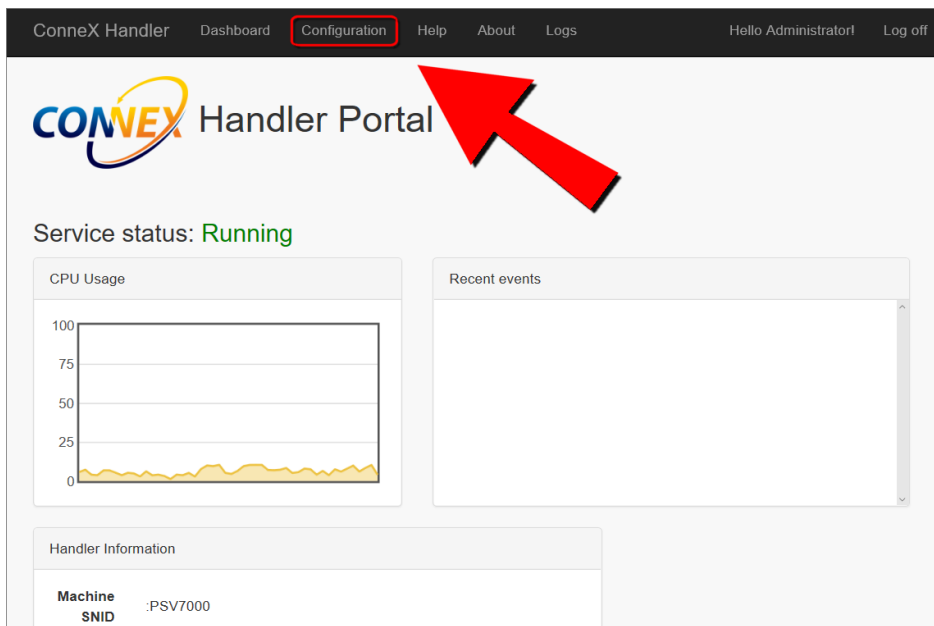 ConneX Handler Dashboard Configuration Help About Logs Hello Administrator! Log off
CONNEX Handler Portal
Service status: Running
CPU Usage
Recent events
100
75
50
25
0
Handler Information
Machine SNID :PSV7000